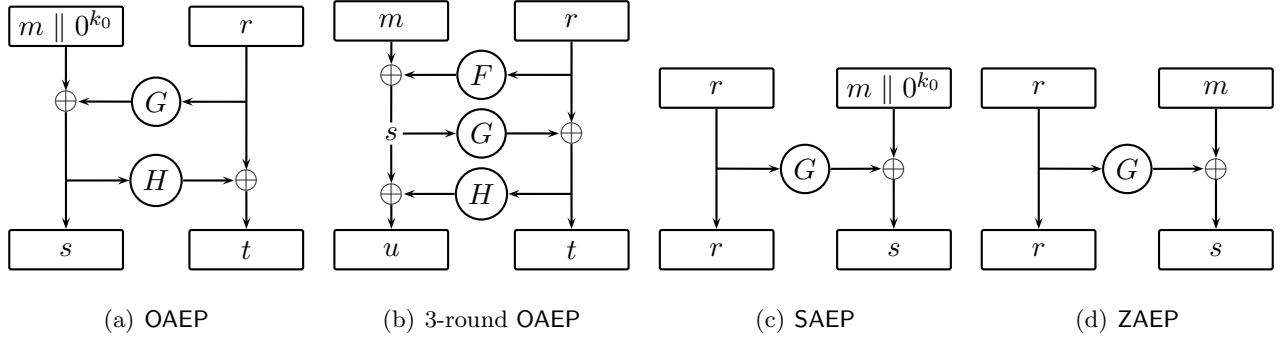 m ∥ 0^{k_0}
r
G
H
s
t
(a) OAEP
m
r
F
s
G
H
u
t
(b) 3-round OAEP
r
m ∥ 0^{k_0}
G
r
s
(c) SAEP
r
m
G
r
s
(d) ZAEP